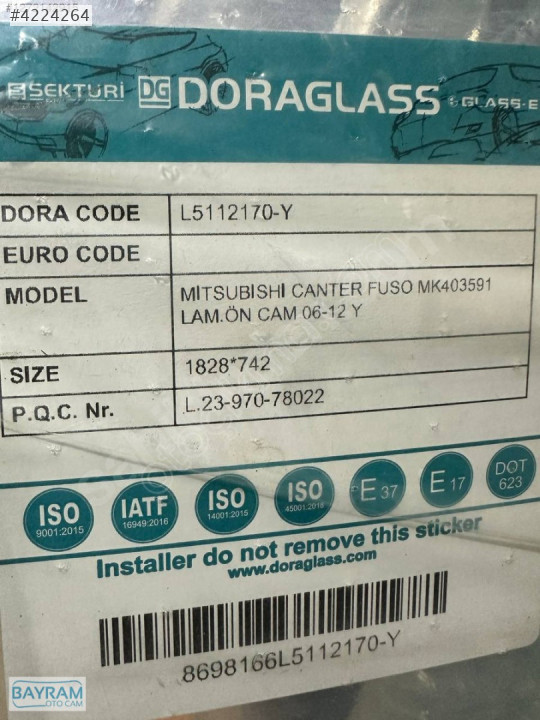 #4224264
SEKTURi DG DORAGLASS GLASS-E
DORA CODE L5112170-Y
EURO CODE
MODEL MITSUBISHI CANTER FUSO MK403591
LAM.ÖN CAM 06-12 Y
SIZE 1828*742
P.Q.C. Nr. L.23-970-78022
ISO 9001:2015
IATF 16949:2016
ISO 14001:2015
ISO 45001:2018
E 37
E 17
DOT 623
Installer do not remove this sticker
www.doraglass.com
8698166L5112170-Y
BAYRAM
OTO CAM